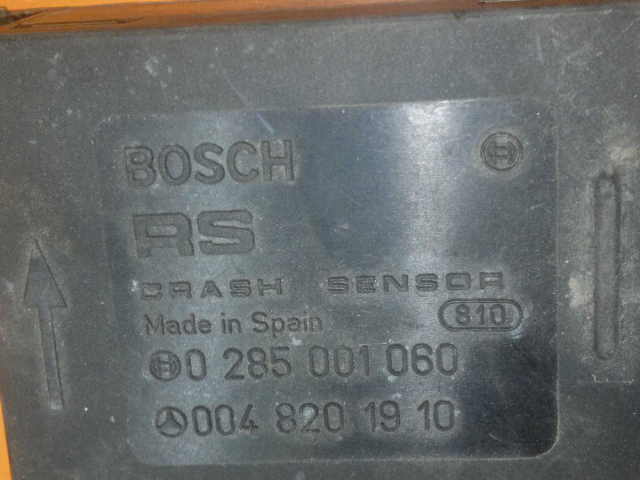 BOSCH
RS
CRASH SENSOR
Made in Spain 810
0 285 001 060
004 820 19 10